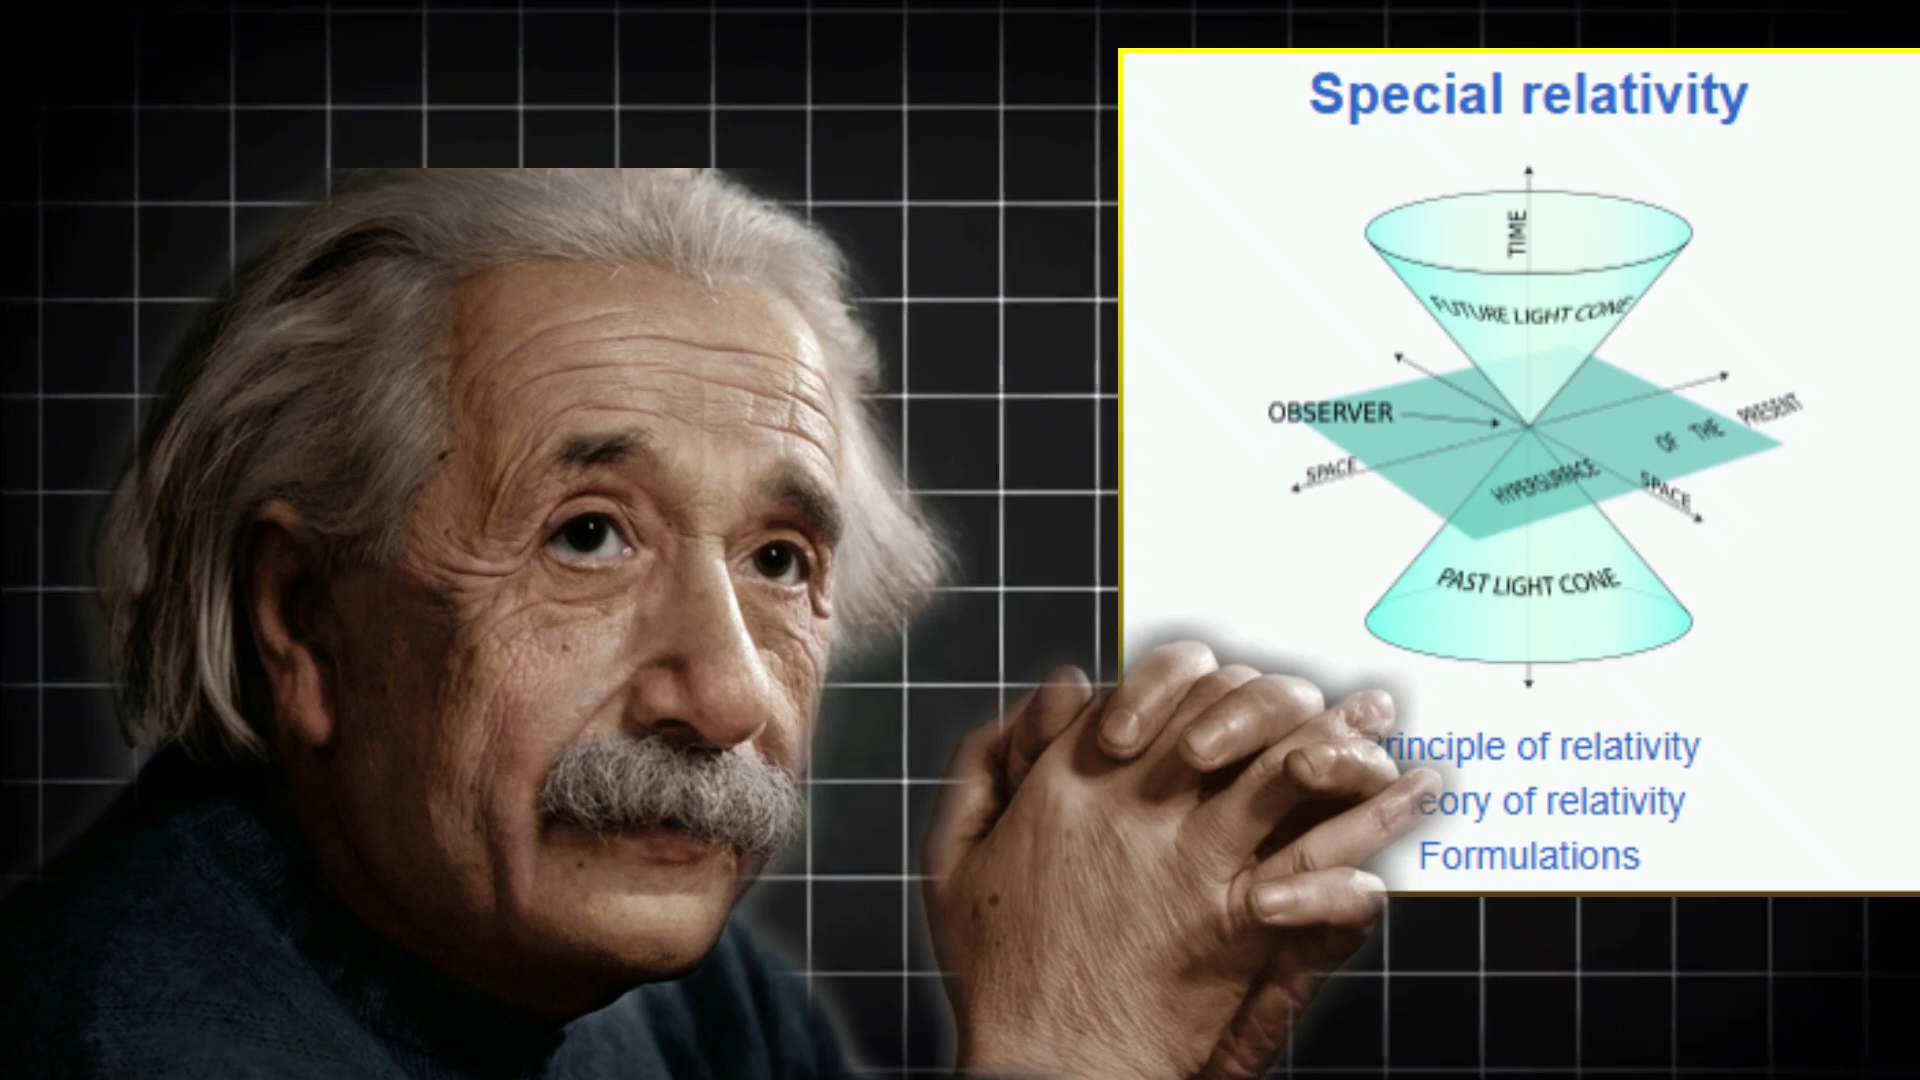 Special relativity
TIME
FUTURE LIGHT CONE
OBSERVER
SPACE
HYPERSURFACE OF THE PRESENT
SPACE
PAST LIGHT CONE
rinciple of relativity
eory of relativity
Formulations